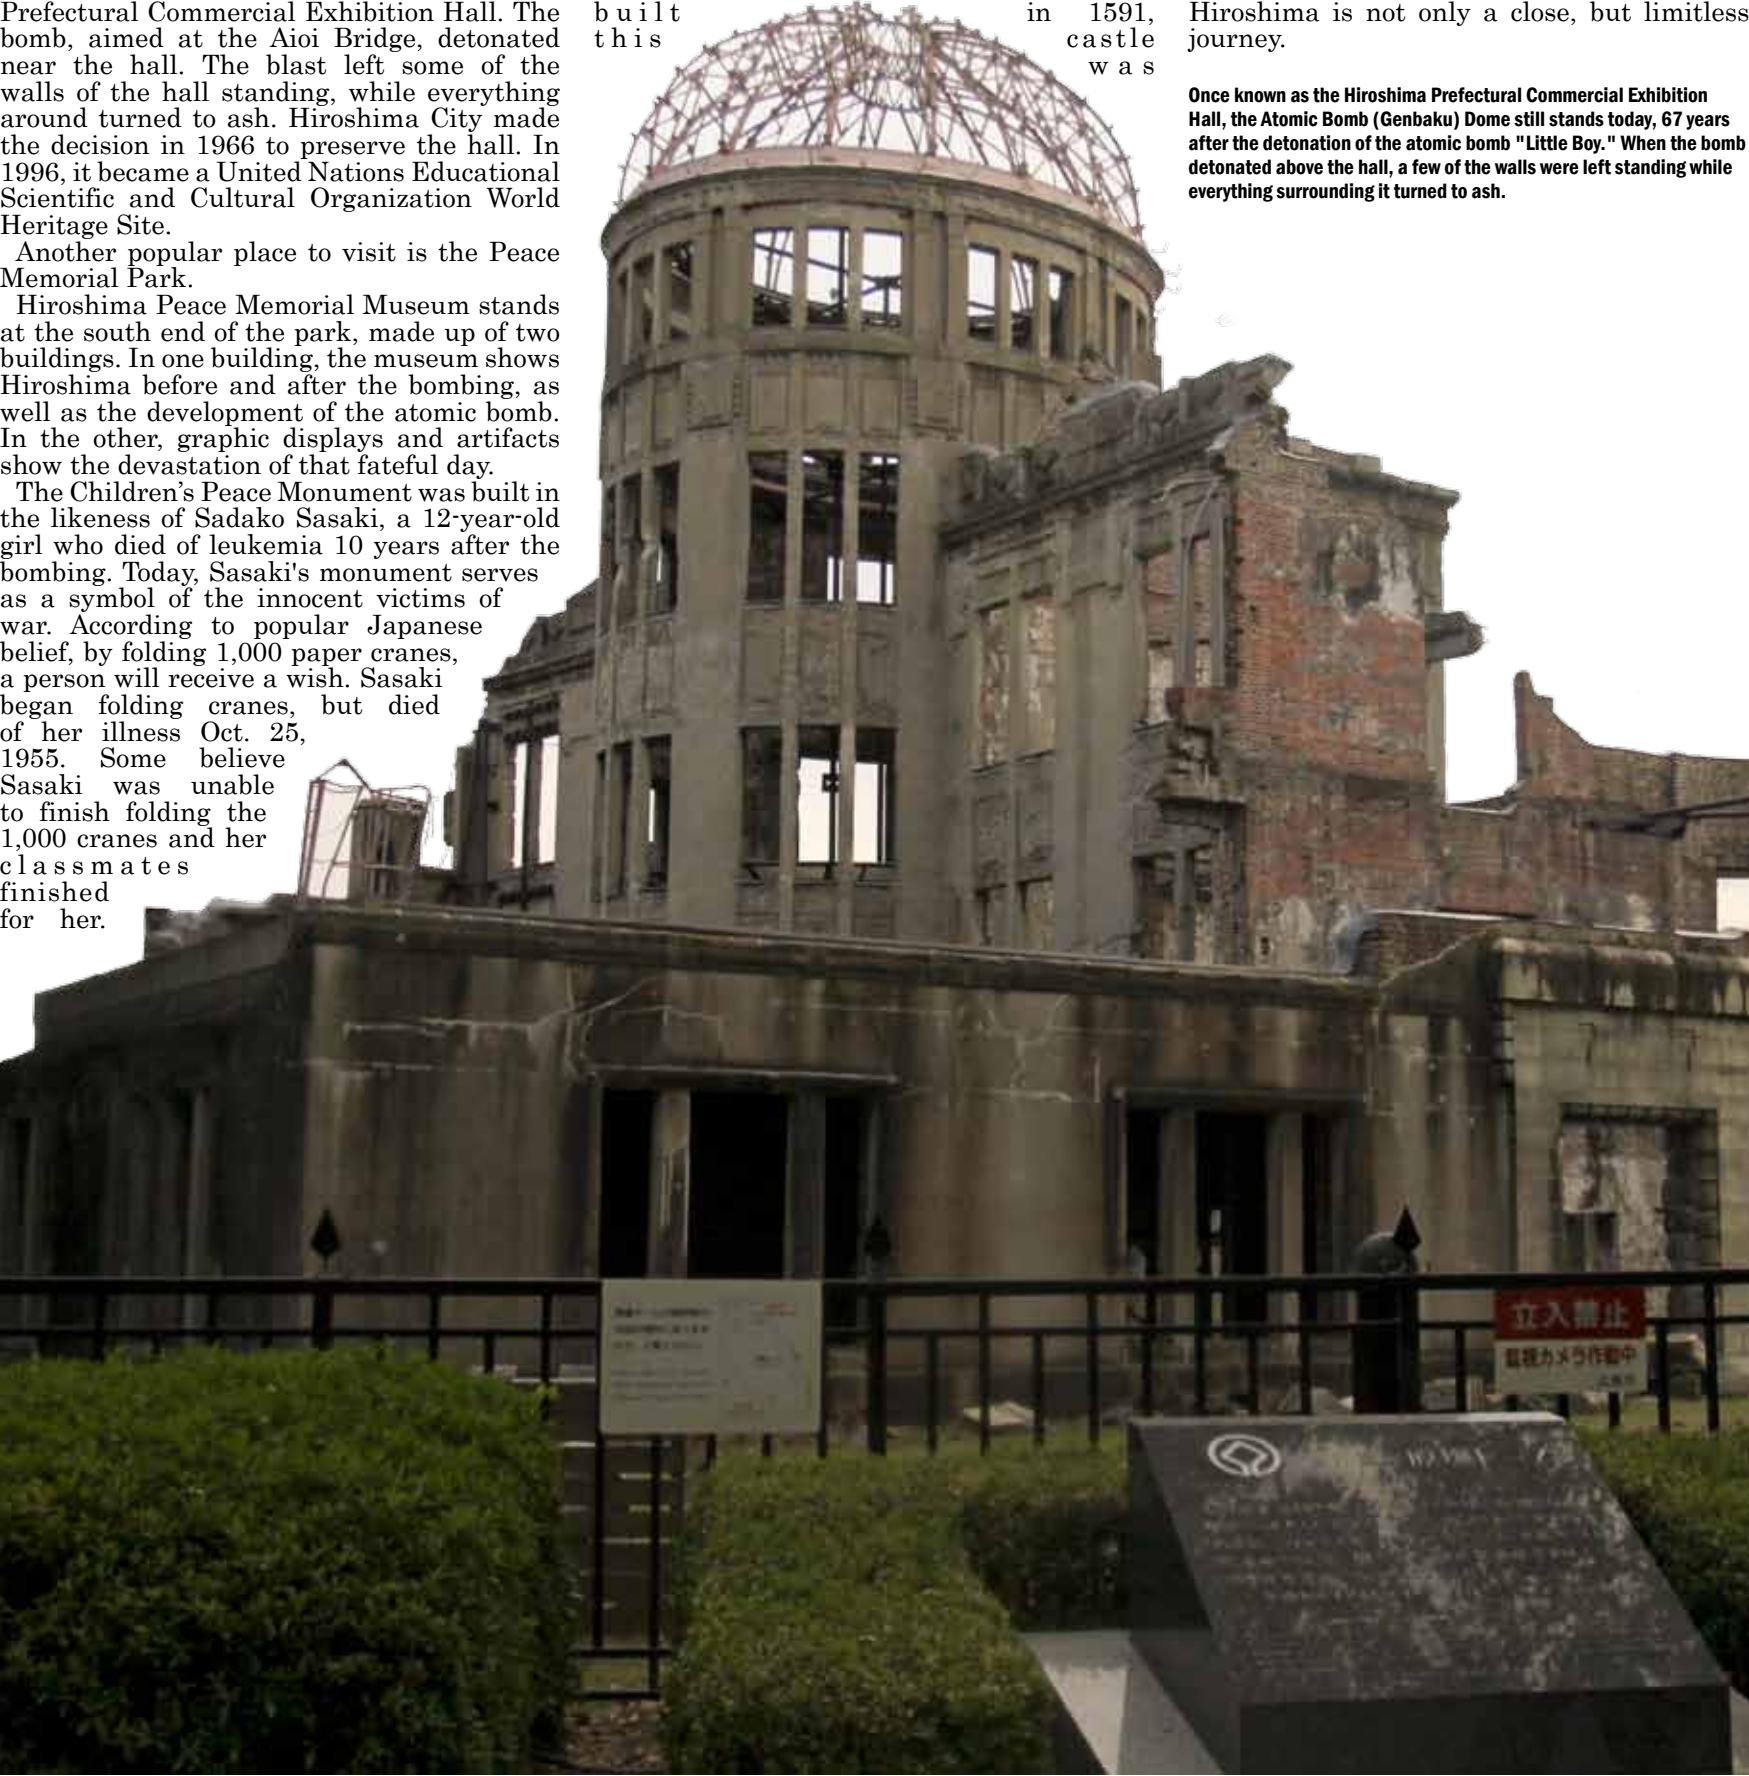 Prefectural Commercial Exhibition Hall. The
bomb, aimed at the Aioi Bridge, detonated
near the hall. The blast left some of the
walls of the hall standing, while everything
around turned to ash. Hiroshima City made
the decision in 1966 to preserve the hall. In
1996, it became a United Nations Educational
Scientific and Cultural Organization World
Heritage Site.
Another popular place to visit is the Peace
Memorial Park.
Hiroshima Peace Memorial Museum stands
at the south end of the park, made up of two
buildings. In one building, the museum shows
Hiroshima before and after the bombing, as
well as the development of the atomic bomb.
In the other, graphic displays and artifacts
show the devastation of that fateful day.
The Children’s Peace Monument was built in
the likeness of Sadako Sasaki, a 12-year-old
girl who died of leukemia 10 years after the
bombing. Today, Sasaki's monument serves
as a symbol of the innocent victims of
war. According to popular Japanese
belief, by folding 1,000 paper cranes,
a person will receive a wish. Sasaki
began folding cranes, but died
of her illness Oct. 25,
1955. Some believe
Sasaki was unable
to finish folding the
1,000 cranes and her
classmates
finished
for her.
built in 1591,
this castle
was
Hiroshima is not only a close, but limitless
journey.
Once known as the Hiroshima Prefectural Commercial Exhibition
Hall, the Atomic Bomb (Genbaku) Dome still stands today, 67 years
after the detonation of the atomic bomb "Little Boy." When the bomb
detonated above the hall, a few of the walls were left standing while
everything surrounding it turned to ash.
立入禁止
監視カメラ作動中